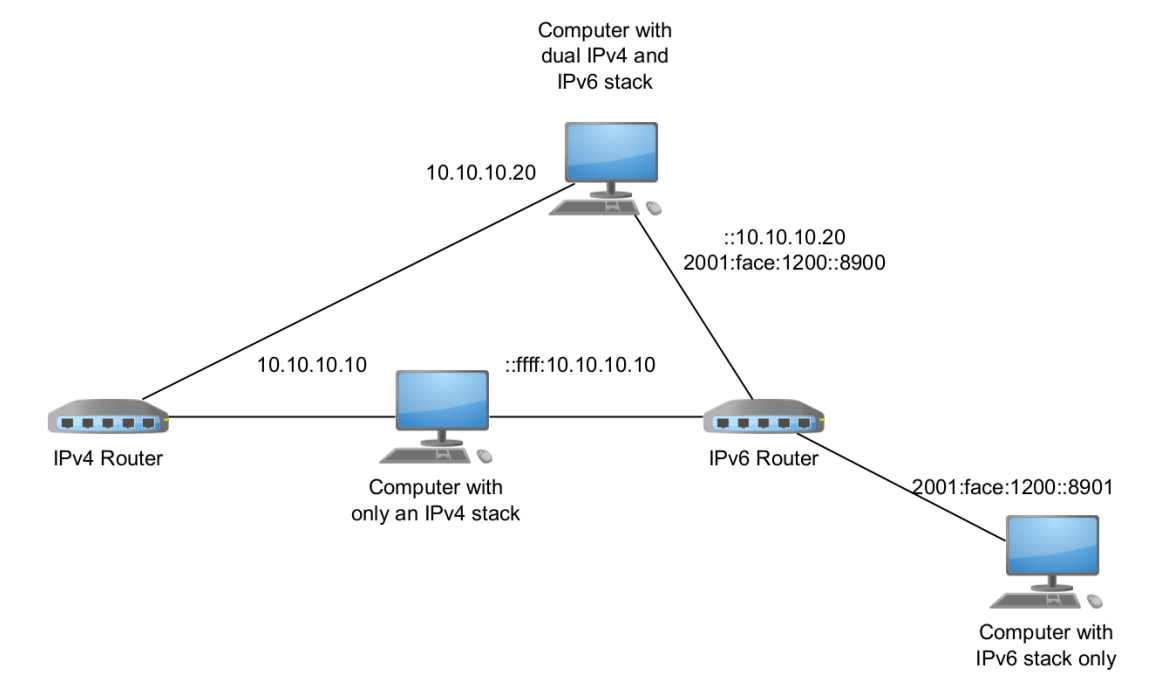 Computer with
dual IPv4 and
IPv6 stack
10.10.10.20
::10.10.10.20
2001:face:1200::8900
10.10.10.10
::ffff:10.10.10.10
IPv4 Router
Computer with
only an IPv4 stack
IPv6 Router
2001:face:1200::8901
Computer with
IPv6 stack only